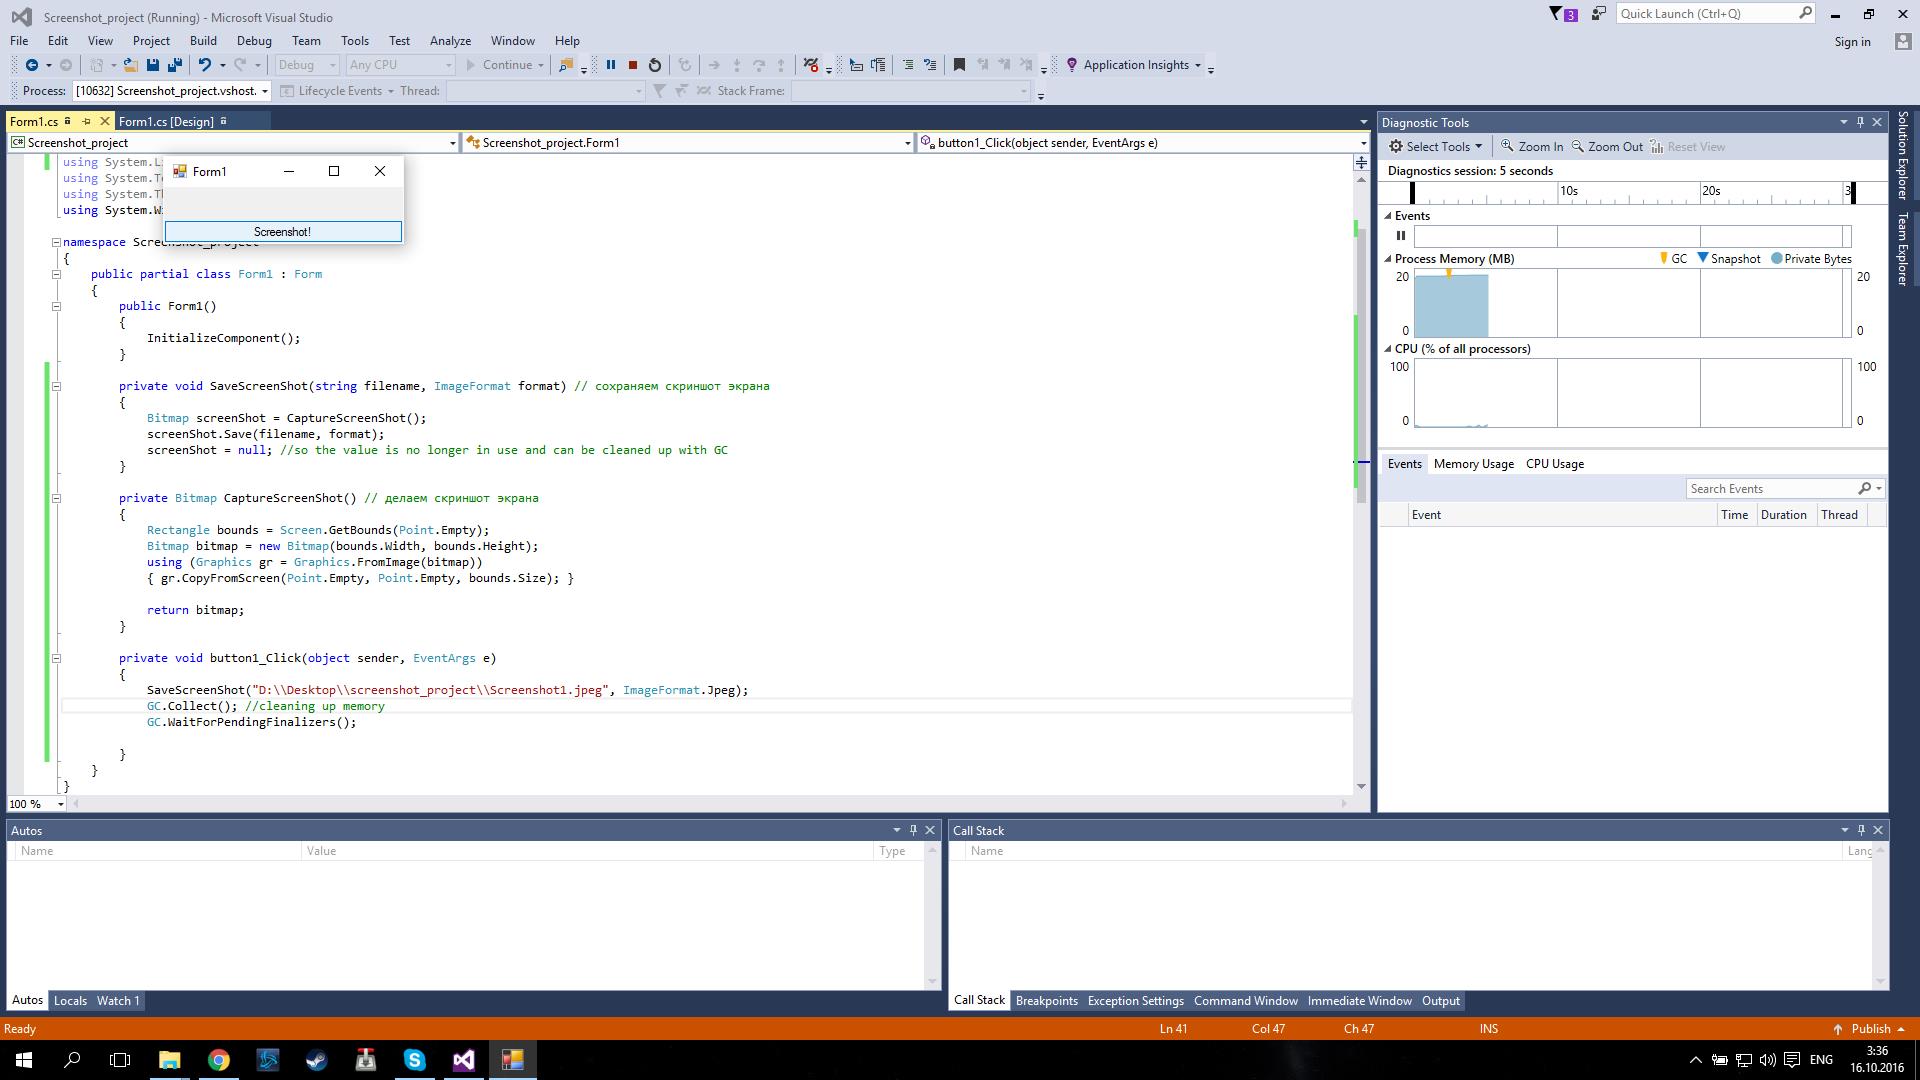 Screenshot_project (Running) - Microsoft Visual Studio
3
Quick Launch (Ctrl+Q)
File Edit View Project Build Debug Team Tools Test Analyze Window Help
Sign in
Debug Any CPU Continue Application Insights
Process: [10632] Screenshot_project.vshost. Lifecycle Events Thread: Stack Frame:
Form1.cs Form1.cs [Design]
C# Screenshot_project Screenshot_project.Form1 button1_Click(object sender, EventArgs e)
using System.Li
using System.Te
using System.Th
using System.Wi
Form1
Screenshot!
namespace Screenshot_project
{
public partial class Form1 : Form
{
public Form1()
{
InitializeComponent();
}
private void SaveScreenShot(string filename, ImageFormat format) // сохраняем скриншот экрана
{
Bitmap screenShot = CaptureScreenShot();
screenShot.Save(filename, format);
screenShot = null; //so the value is no longer in use and can be cleaned up with GC
}
private Bitmap CaptureScreenShot() // делаем скриншот экрана
{
Rectangle bounds = Screen.GetBounds(Point.Empty);
Bitmap bitmap = new Bitmap(bounds.Width, bounds.Height);
using (Graphics gr = Graphics.FromImage(bitmap))
{ gr.CopyFromScreen(Point.Empty, Point.Empty, bounds.Size); }
return bitmap;
}
private void button1_Click(object sender, EventArgs e)
{
SaveScreenShot("D:\\Desktop\\screenshot_project\\Screenshot1.jpeg", ImageFormat.Jpeg);
GC.Collect(); //cleaning up memory
GC.WaitForPendingFinalizers();
}
}
}
100 %
Diagnostic Tools
Select Tools Zoom In Zoom Out Reset View
Diagnostics session: 5 seconds
10s 20s 3
Events
Process Memory (MB) GC Snapshot Private Bytes
20 20
0 0
CPU (% of all processors)
100 100
0 0
Events Memory Usage CPU Usage
Search Events
Event Time Duration Thread
Solution Explorer
Team Explorer
Autos
Name Value Type
Autos Locals Watch 1
Call Stack
Name Lang
Call Stack Breakpoints Exception Settings Command Window Immediate Window Output
Ready Ln 41 Col 47 Ch 47 INS Publish
ENG
3:36
16.10.2016